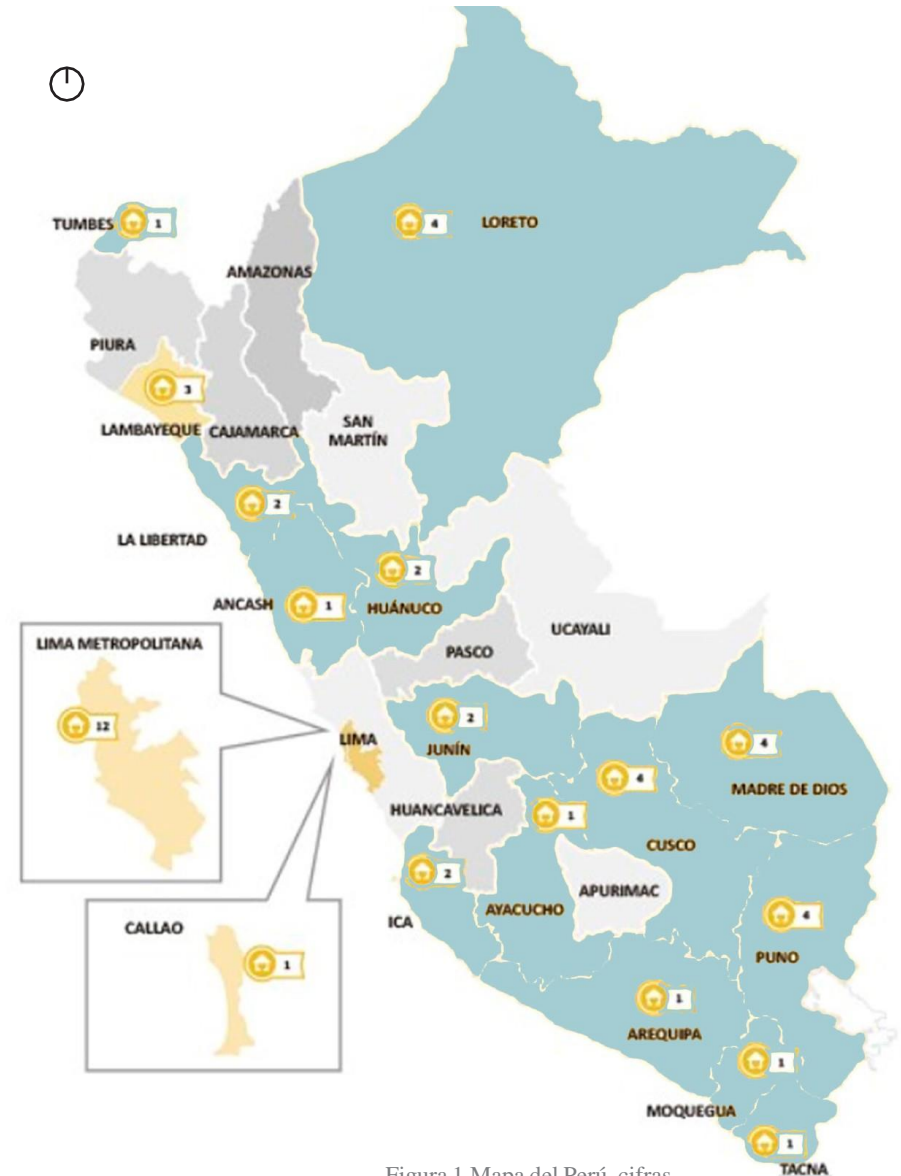 TUMBES
1
4
LORETO
AMAZONAS
PIURA
3
LAMBAYEQUE
CAJAMARCA
SAN
MARTÍN
2
LA LIBERTAD
2
ANCASH
1
HUÁNUCO
UCAYALI
LIMA METROPOLITANA
PASCO
12
2
LIMA
JUNÍN
4
4
MADRE DE DIOS
HUANCAVELICA
1
CUSCO
2
APURIMAC
AYACUCHO
ICA
4
CALLAO
PUNO
1
1
AREQUIPA
1
MOQUEGUA
1
TACNA
Figura 1 Mapa del Perú, cifras